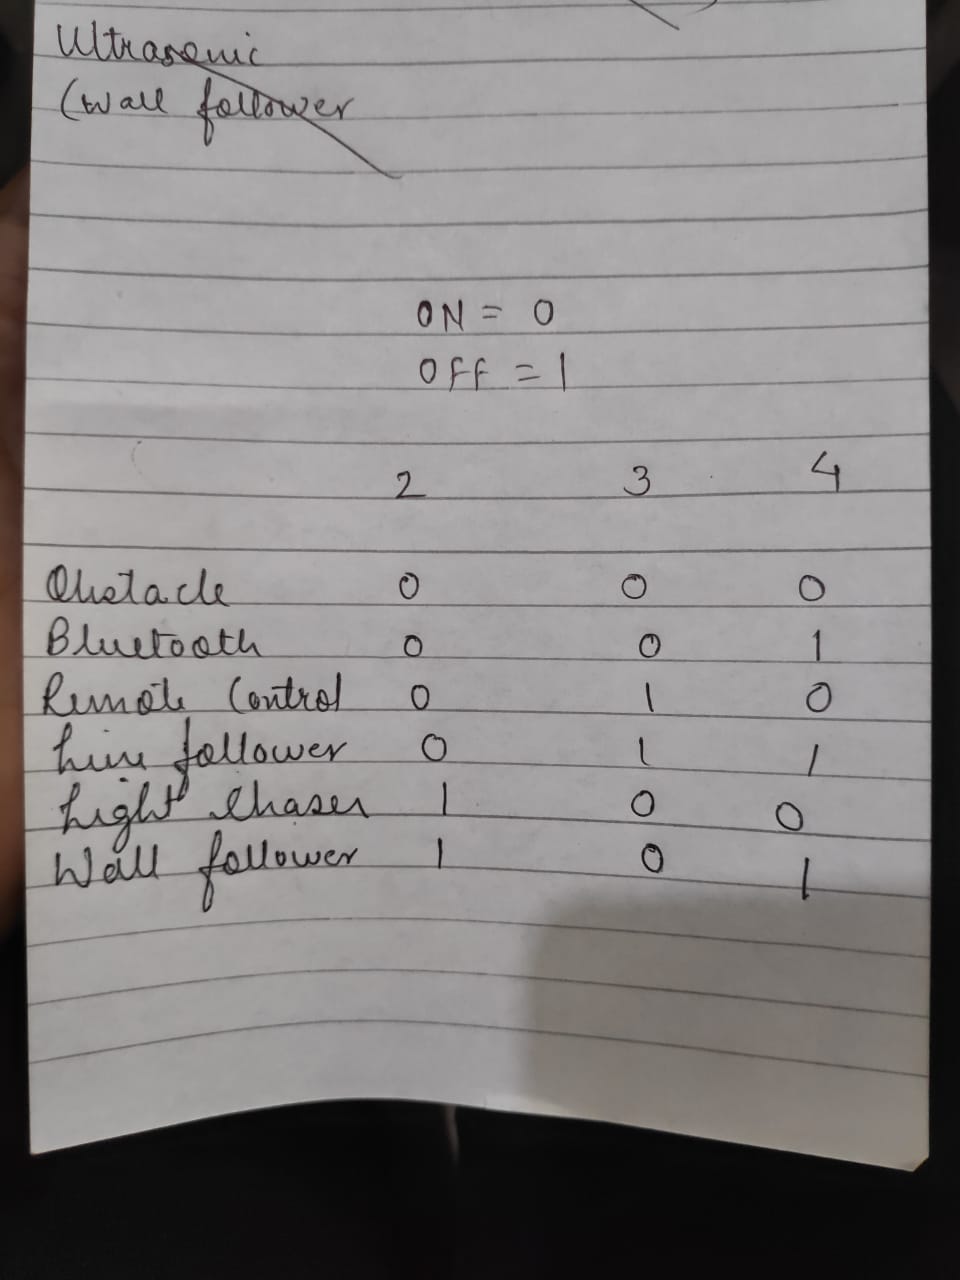 Ultrasonic
(Wall follower
ON = 0
OFF = 1
2 3 4
Obstacle 0 0 0
Bluetooth 0 0 1
Remote Control 0 1 0
Line follower 0 1 1
Light Chaser 1 0 0
Wall follower 1 0 1